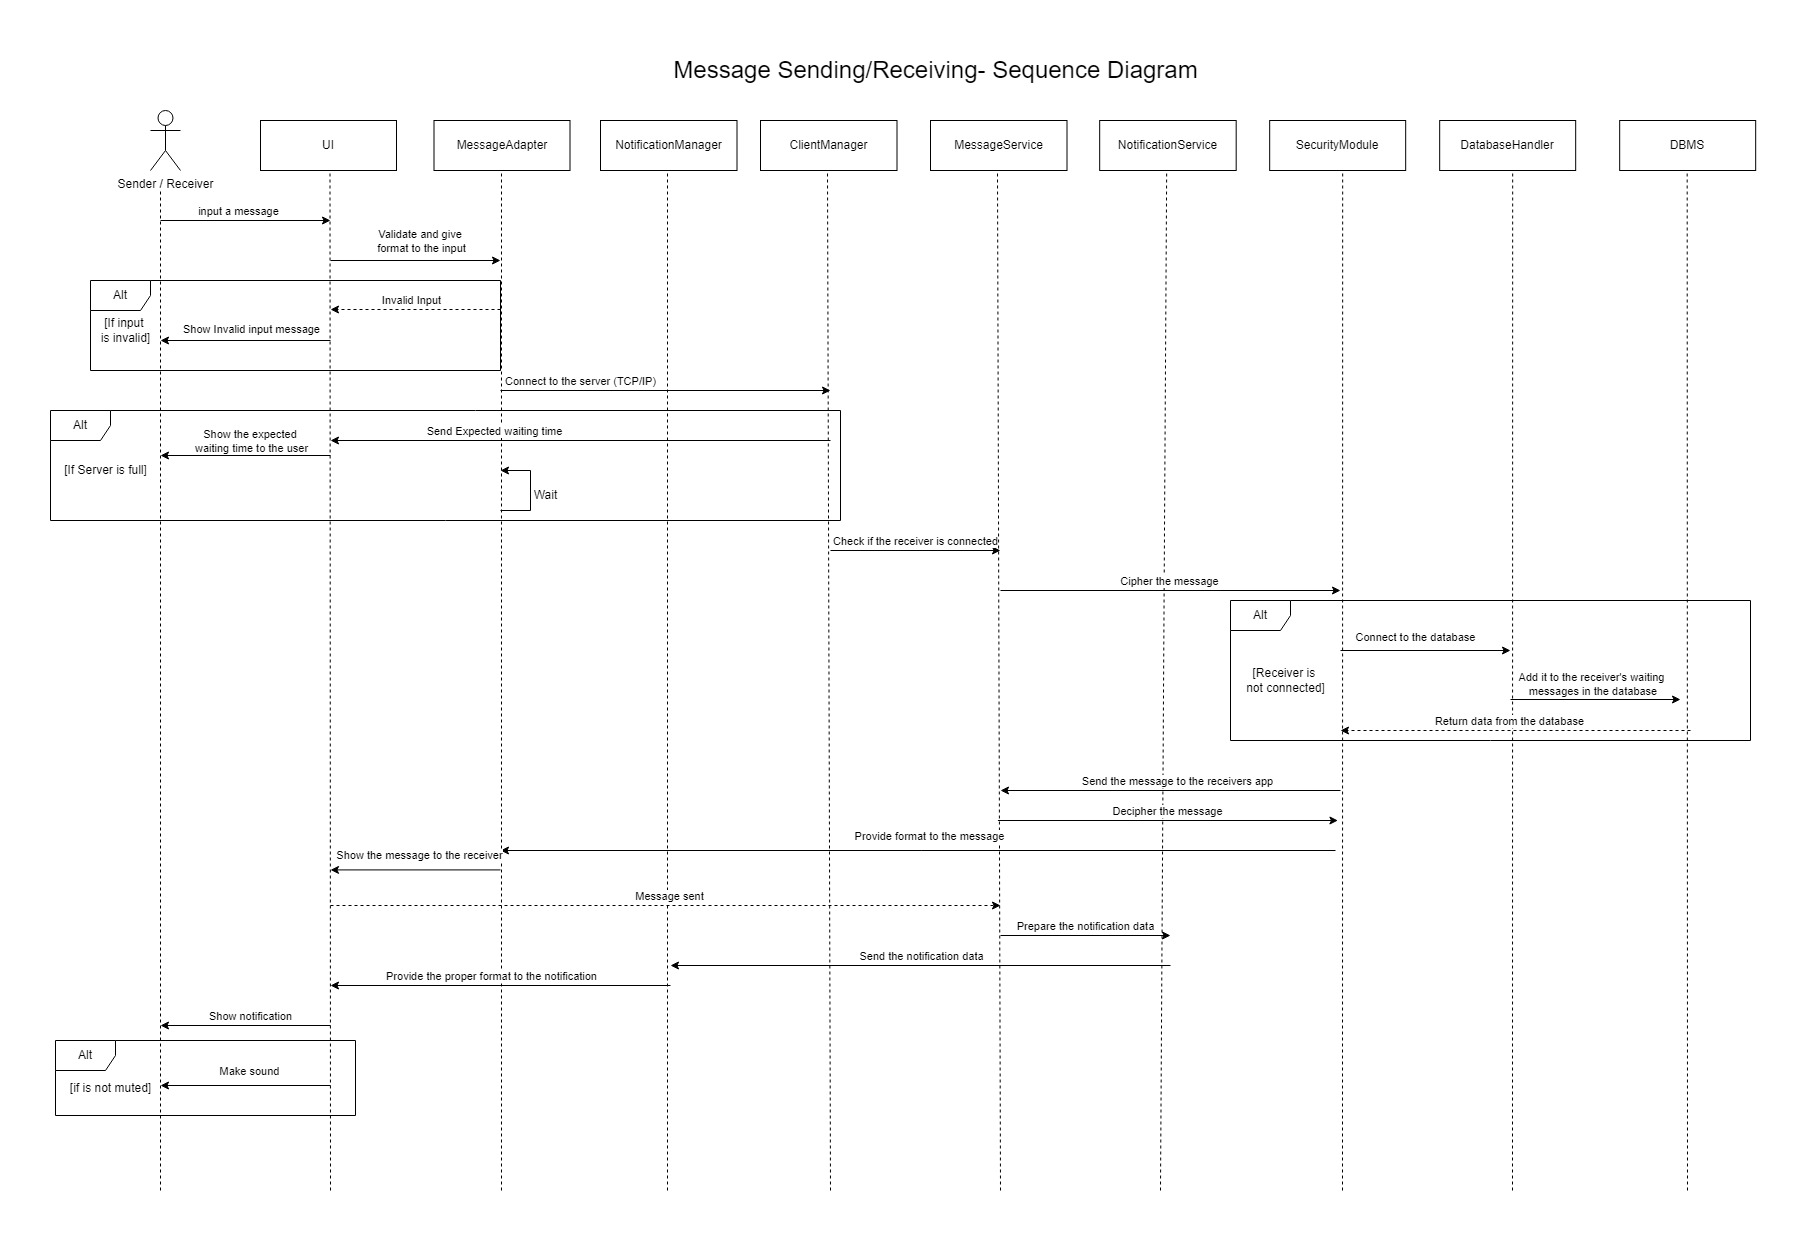 Message Sending/Receiving- Sequence Diagram
Sender / Receiver
UI
MessageAdapter
NotificationManager
ClientManager
MessageService
NotificationService
SecurityModule
DatabaseHandler
DBMS
input a message
Validate and give
format to the input
Alt
[If input
is invalid]
Invalid Input
Show Invalid input message
Connect to the server (TCP/IP)
Alt
[If Server is full]
Send Expected waiting time
Show the expected
waiting time to the user
Wait
Check if the receiver is connected
Cipher the message
Alt
[Receiver is
not connected]
Connect to the database
Add it to the receiver's waiting
messages in the database
Return data from the database
Send the message to the receivers app
Decipher the message
Provide format to the message
Show the message to the receiver
Message sent
Prepare the notification data
Send the notification data
Provide the proper format to the notification
Show notification
Alt
[if is not muted]
Make sound